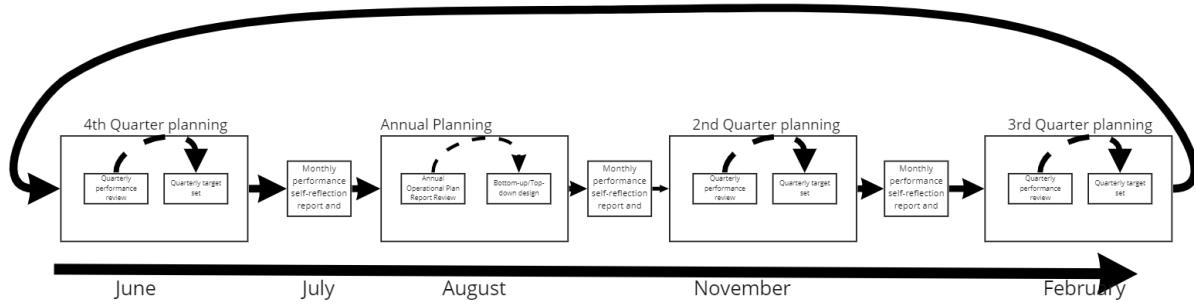 4th Quarter planning
Quarterly
performance
review
Quarterly target
set
Monthly
performance
self-reflection
report and
Annual Planning
Annual
Operational Plan
Report Review
Bottom-up/Top-
down design
Monthly
performance
self-reflection
report and
2nd Quarter planning
Quarterly
performance
review
Quarterly target
set
Monthly
performance
self-reflection
report and
3rd Quarter planning
Quarterly
performance
review
Quarterly target
set
June
July
August
November
February